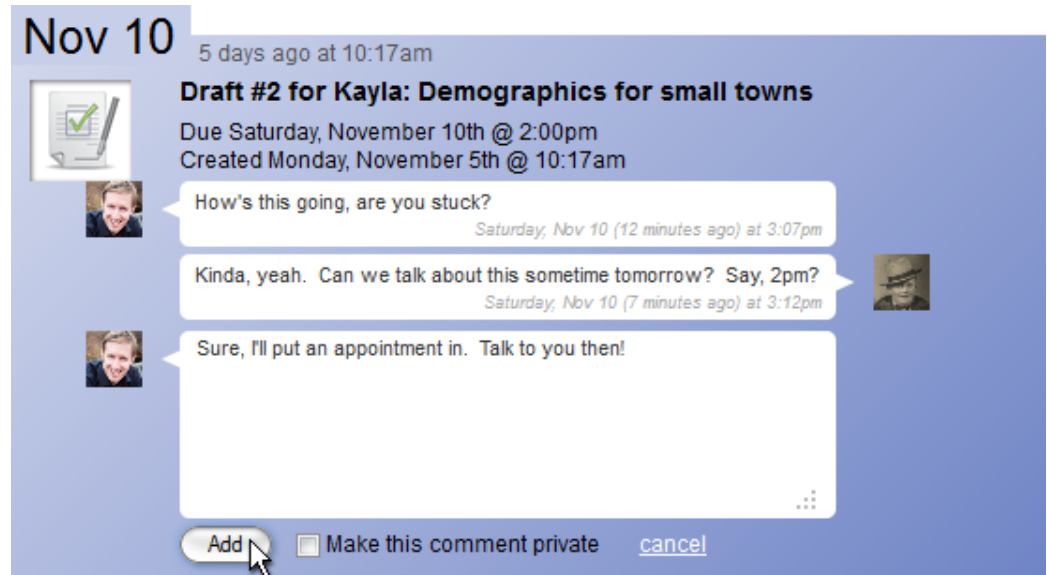 Nov 10
5 days ago at 10:17am
Draft #2 for Kayla: Demographics for small towns
Due Saturday, November 10th @ 2:00pm
Created Monday, November 5th @ 10:17am
How's this going, are you stuck?
Saturday, Nov 10 (12 minutes ago) at 3:07pm
Kinda, yeah.  Can we talk about this sometime tomorrow?  Say, 2pm?
Saturday, Nov 10 (7 minutes ago) at 3:12pm
Sure, I'll put an appointment in.  Talk to you then!
Add Make this comment private cancel